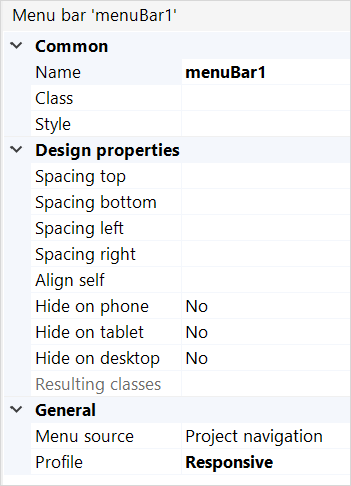 Menu bar 'menuBar1'
Common
Name menuBar1
Class
Style
Design properties
Spacing top
Spacing bottom
Spacing left
Spacing right
Align self
Hide on phone No
Hide on tablet No
Hide on desktop No
Resulting classes
General
Menu source Project navigation
Profile Responsive